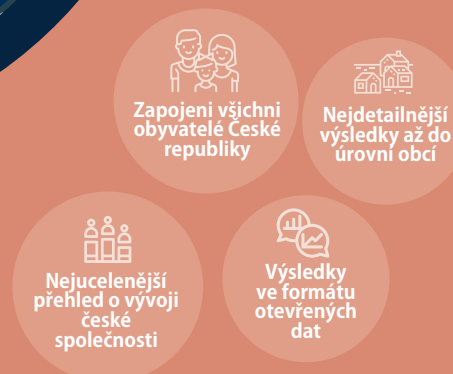 Zapojeni všichni
obyvatelé České
republiky
Nejdetailnější
výsledky až do
úrovní obcí
Nejucelenější
přehled o vývoji
české
společnosti
Výsledky
ve formátu
otevřených
dat